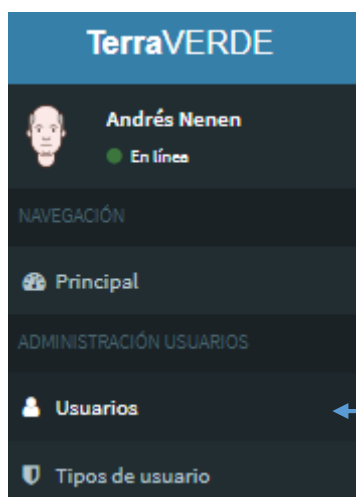 TerraVERDE
Andrés Nenen
En línea
NAVEGACIÓN
Principal
ADMINISTRACIÓN USUARIOS
Usuarios
Tipos de usuario